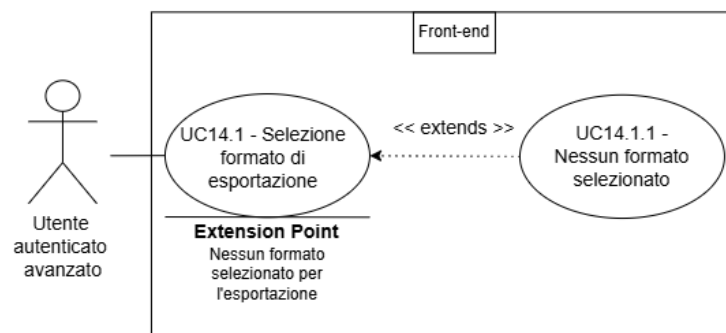 Front-end
UC14.1 - Selezione
formato di
esportazione
<< extends >>
UC14.1.1 -
Nessun formato
selezionato
Utente
autenticato
avanzato
Extension Point
Nessun formato
selezionato per
l'esportazione